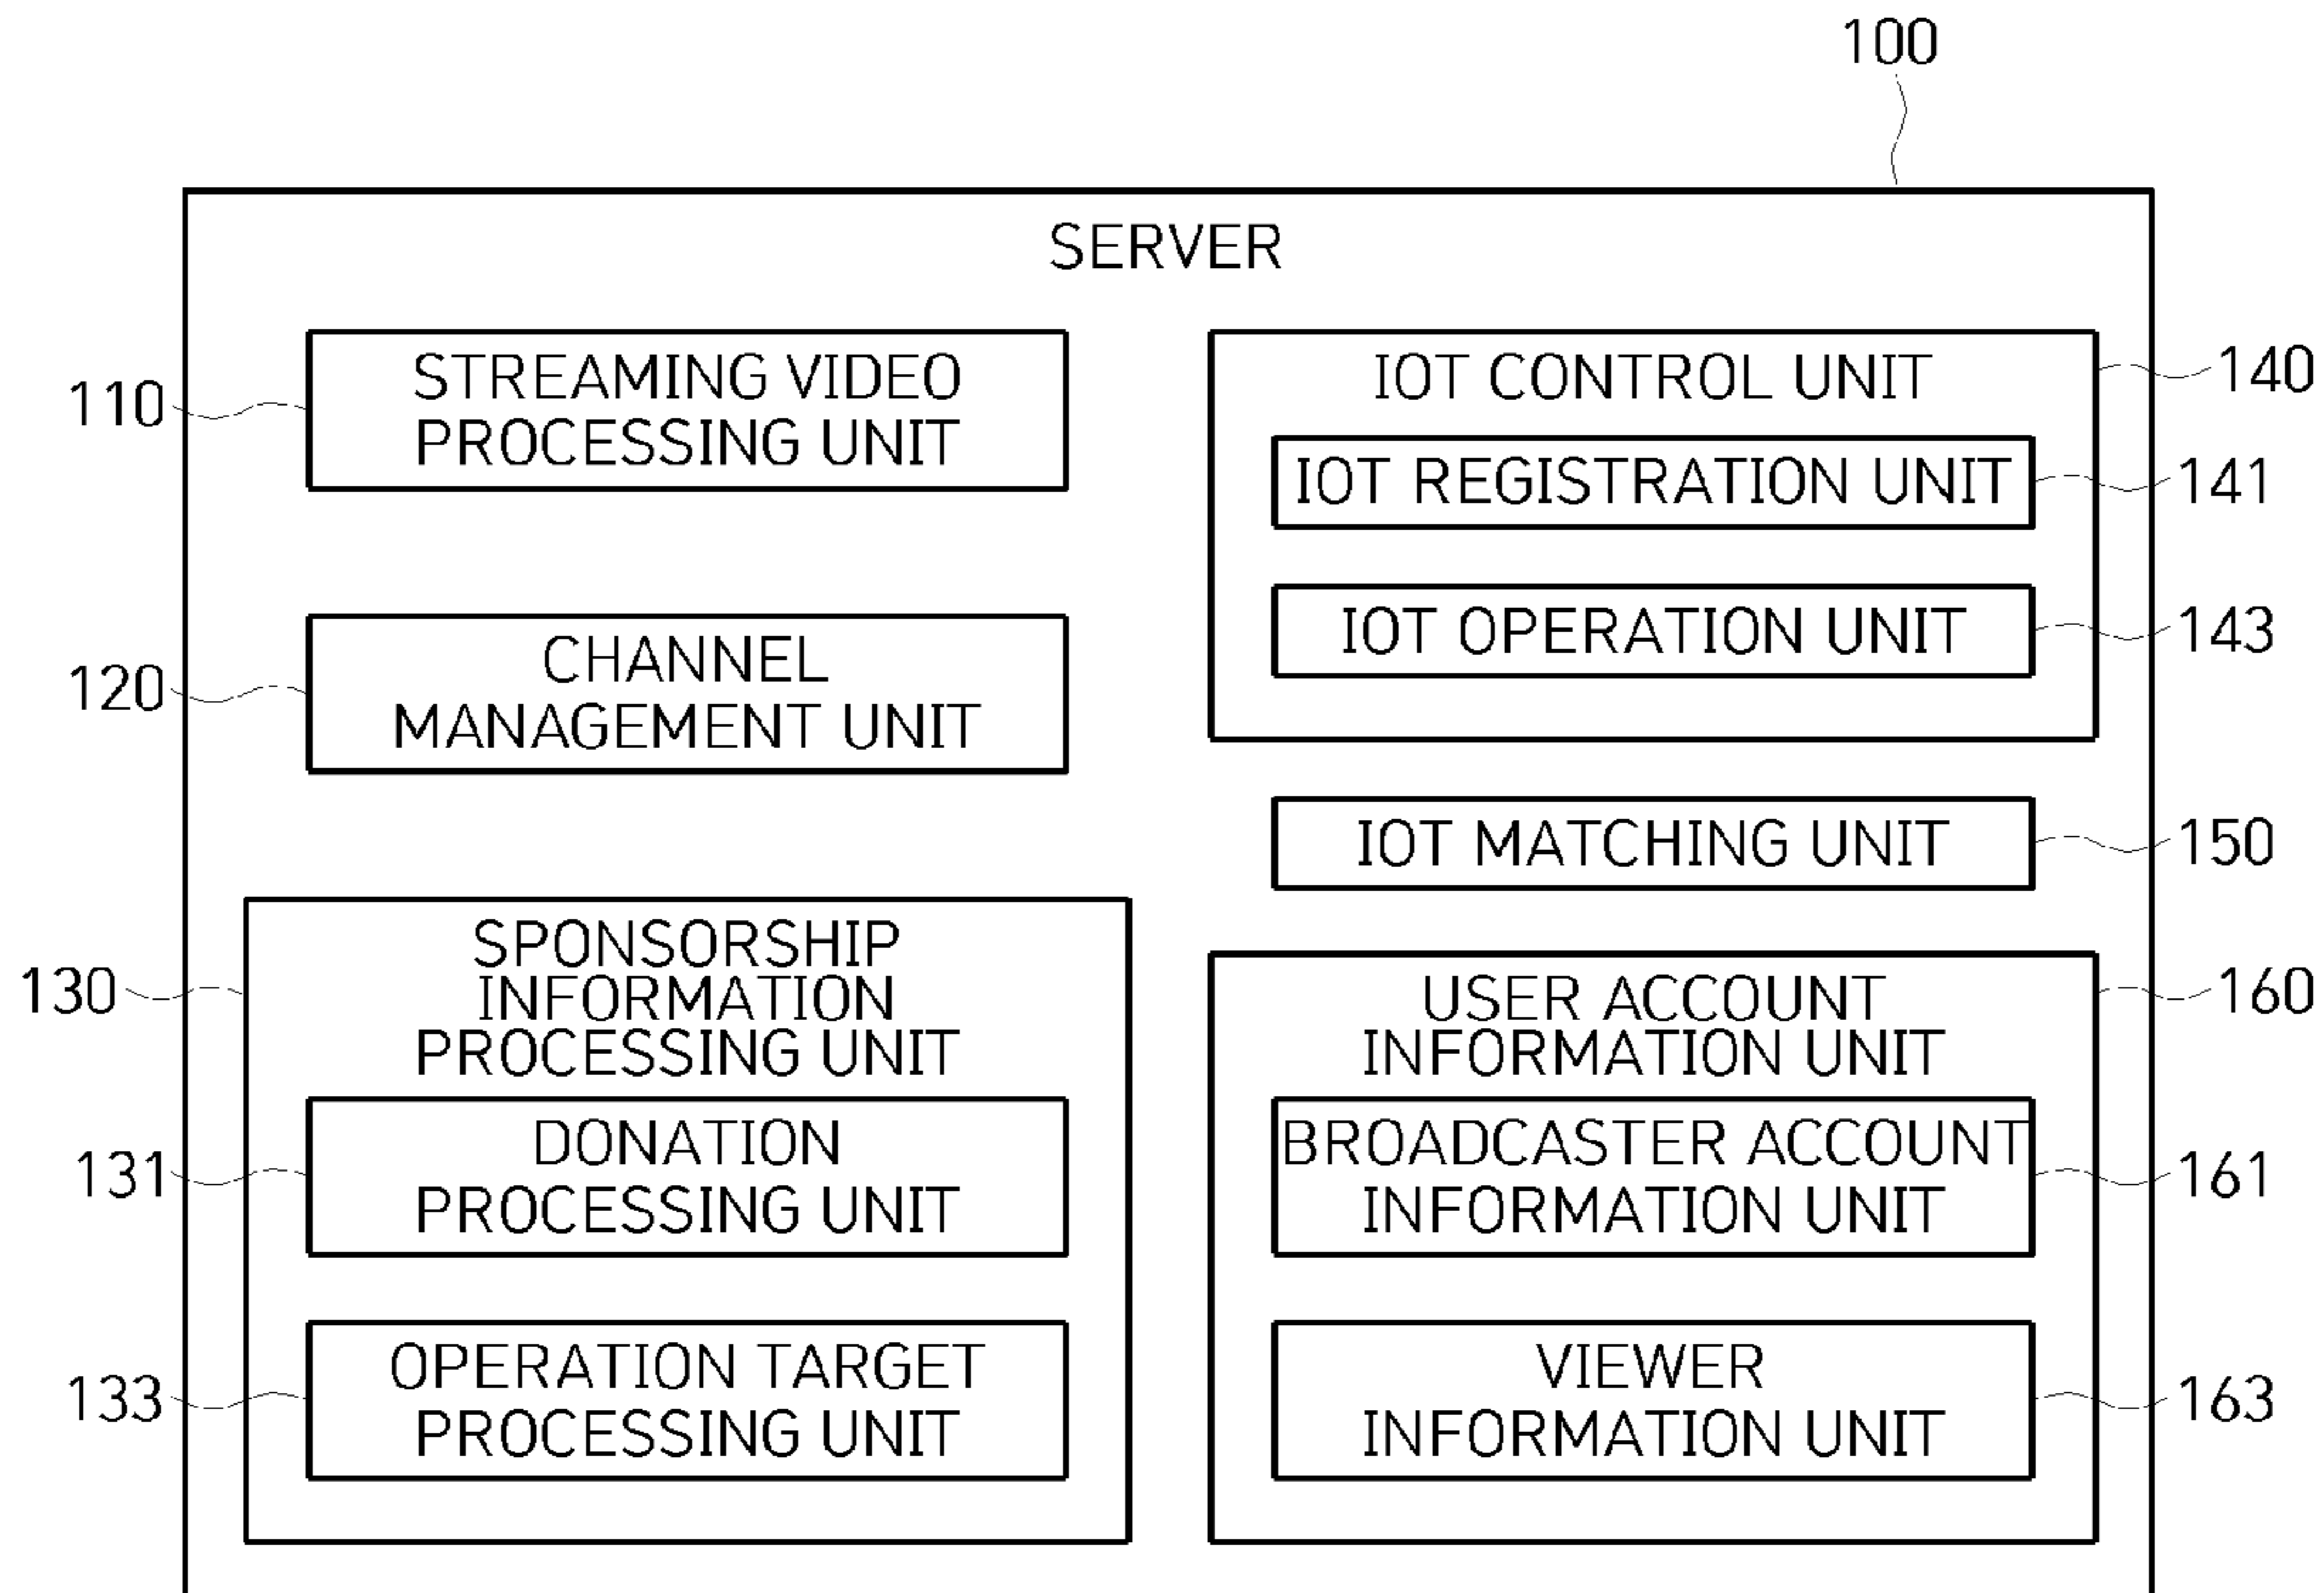 100
SERVER
110
STREAMING VIDEO
PROCESSING UNIT
120
CHANNEL
MANAGEMENT UNIT
130
SPONSORSHIP
INFORMATION
PROCESSING UNIT
131
DONATION
PROCESSING UNIT
133
OPERATION TARGET
PROCESSING UNIT
IOT CONTROL UNIT
140
IOT REGISTRATION UNIT
141
IOT OPERATION UNIT
143
IOT MATCHING UNIT
150
USER ACCOUNT
INFORMATION UNIT
160
BROADCASTER ACCOUNT
INFORMATION UNIT
161
VIEWER
INFORMATION UNIT
163